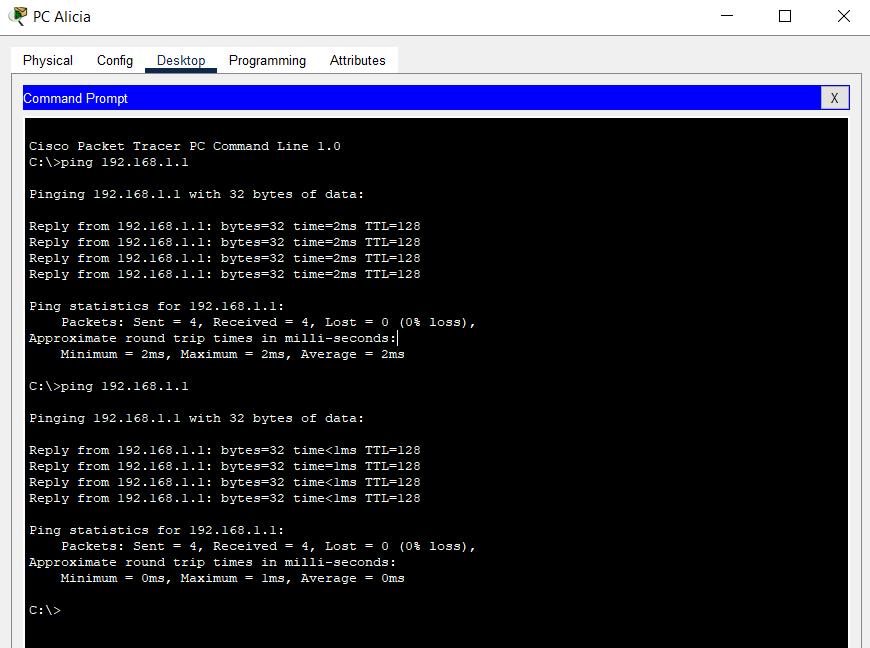 PC Alicia
Physical Config Desktop Programming Attributes
Command Prompt X
Cisco Packet Tracer PC Command Line 1.0
C:\>ping 192.168.1.1
Pinging 192.168.1.1 with 32 bytes of data:
Reply from 192.168.1.1: bytes=32 time=2ms TTL=128
Reply from 192.168.1.1: bytes=32 time=2ms TTL=128
Reply from 192.168.1.1: bytes=32 time=2ms TTL=128
Reply from 192.168.1.1: bytes=32 time=2ms TTL=128
Ping statistics for 192.168.1.1:
    Packets: Sent = 4, Received = 4, Lost = 0 (0% loss),
Approximate round trip times in milli-seconds:
    Minimum = 2ms, Maximum = 2ms, Average = 2ms
C:\>ping 192.168.1.1
Pinging 192.168.1.1 with 32 bytes of data:
Reply from 192.168.1.1: bytes=32 time<1ms TTL=128
Reply from 192.168.1.1: bytes=32 time=1ms TTL=128
Reply from 192.168.1.1: bytes=32 time<1ms TTL=128
Reply from 192.168.1.1: bytes=32 time<1ms TTL=128
Ping statistics for 192.168.1.1:
    Packets: Sent = 4, Received = 4, Lost = 0 (0% loss),
Approximate round trip times in milli-seconds:
    Minimum = 0ms, Maximum = 1ms, Average = 0ms
C:\>